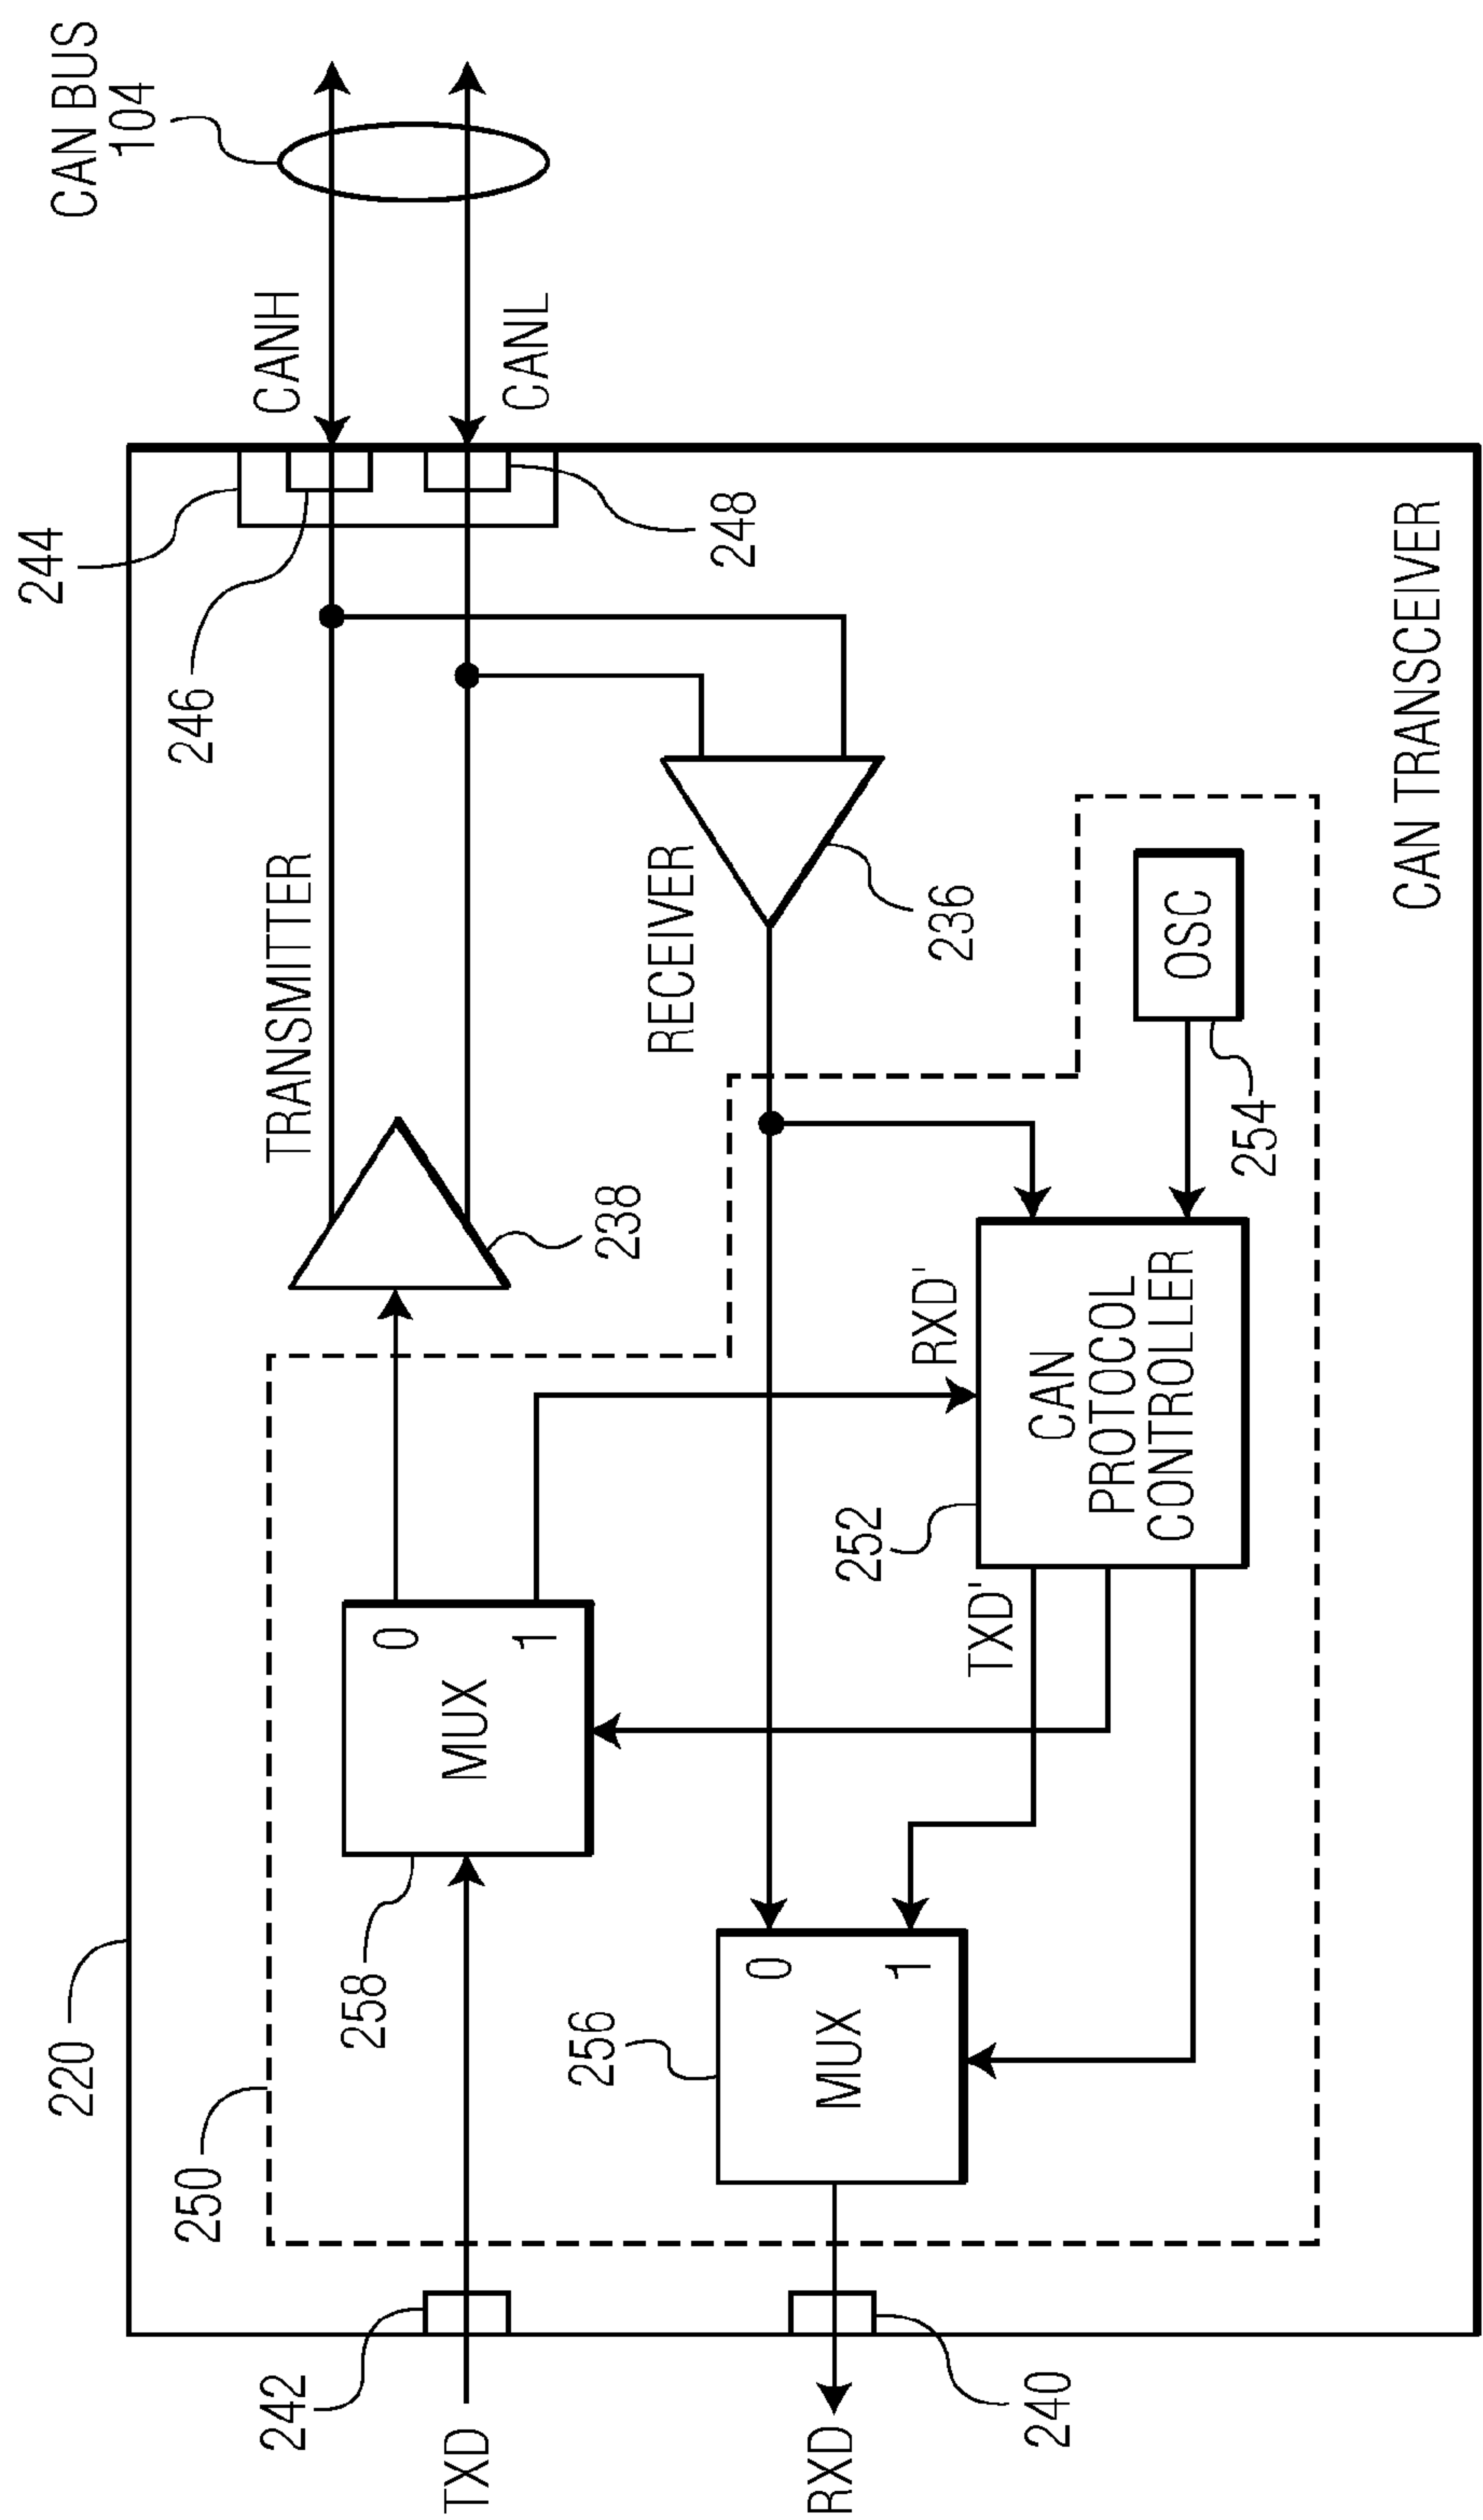 CAN BUS
104
244
CANH
246
CANL
248
220
250
TRANSMITTER
238
258
MUX
0
1
242
TXD
RECEIVER
236
256
MUX
0
1
240
RXD
RXD'
252
TXD'
CAN
PROTOCOL
CONTROLLER
OSC
254
CAN TRANSCEIVER